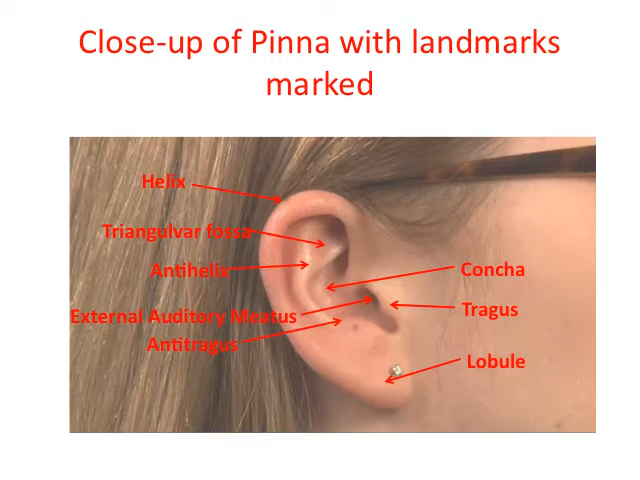 Close-up of Pinna with landmarks
marked
Helix
Triangulvar fossa
Antihelix
Concha
External Auditory Meatus
Tragus
Antitragus
Lobule